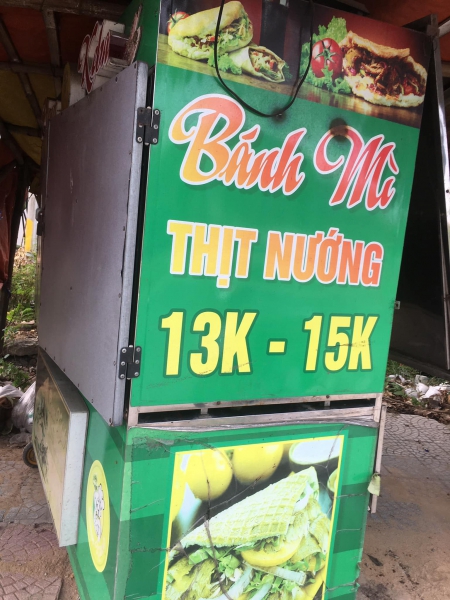 Bánh Mì
THỊT NƯỚNG
13K - 15K